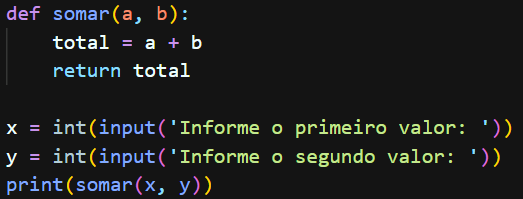 def somar(a, b):
    total = a + b
    return total

x = int(input('Informe o primeiro valor: '))
y = int(input('Informe o segundo valor: '))
print(somar(x, y))